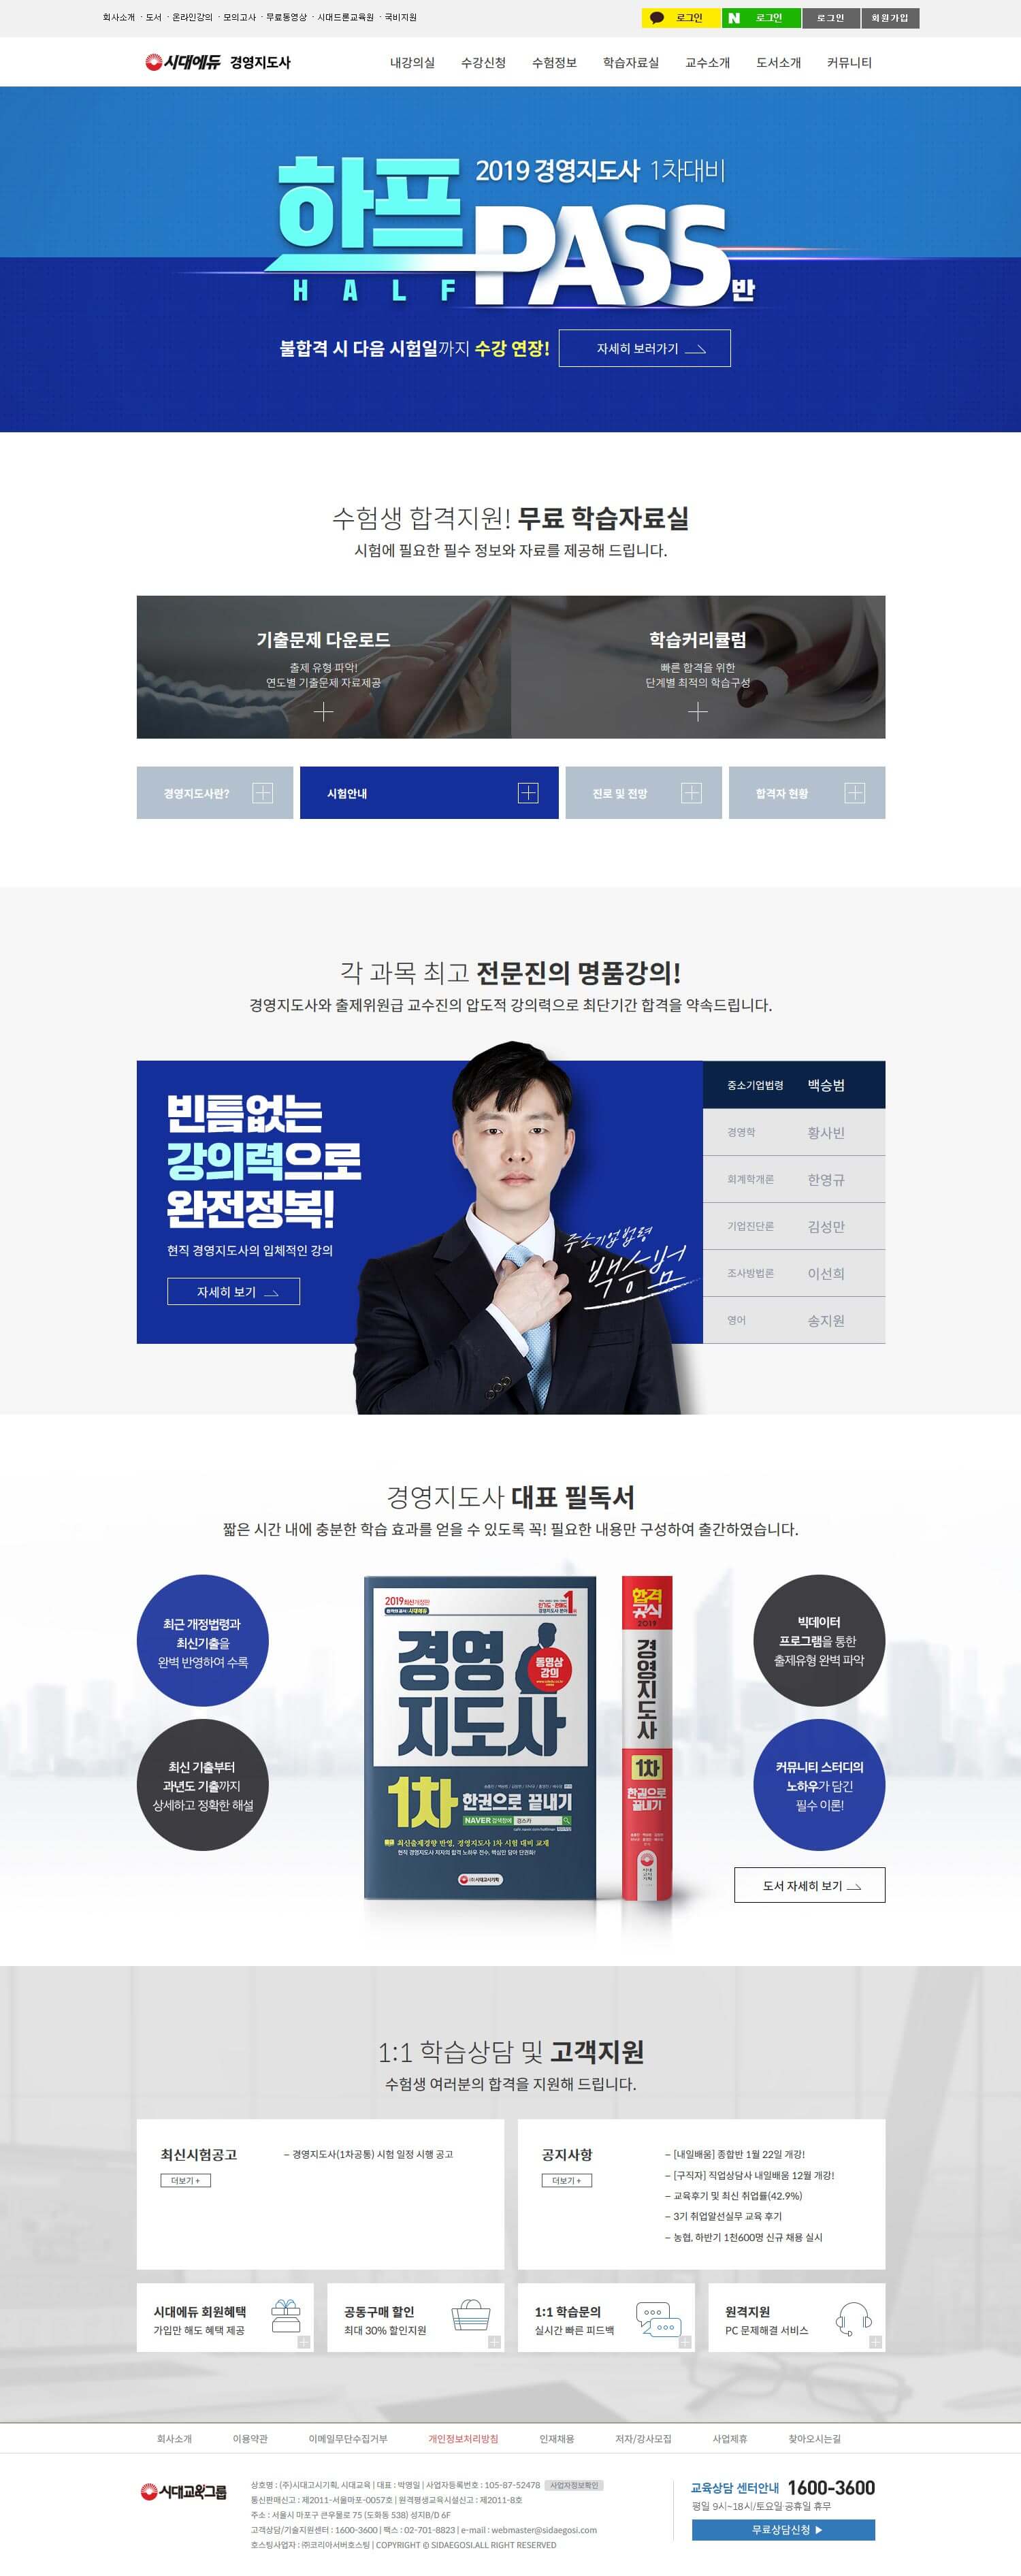 회사소개 · 도서 · 온라인강의 · 모의고사 · 무료동영상 · 시대드론교육원 · 국비지원
로그인
N 로그인
로그인
회원가입
시대에듀 경영지도사
내강의실 수강신청 수험정보 학습자료실 교수소개 도서소개 커뮤니티
2019 경영지도사 1차대비
하프 PASS반
HALF
불합격 시 다음 시험일까지 수강 연장!
자세히 보러가기
수험생 합격지원! 무료 학습자료실
시험에 필요한 필수 정보와 자료를 제공해 드립니다.
기출문제 다운로드
출제 유형 파악!
연도별 기출문제 자료제공
학습커리큘럼
빠른 합격을 위한
단계별 최적의 학습구성
경영지도사란?
시험안내
진로 및 전망
합격자 현황
각 과목 최고 전문진의 명품강의!
경영지도사와 출제위원급 교수진의 압도적 강의력으로 최단기간 합격을 약속드립니다.
빈틈없는
강의력으로
완전정복!
현직 경영지도사의 입체적인 강의
자세히 보기
중소기업법령
백승범
중소기업법령 백승범
경영학 황사빈
회계학개론 한영규
기업진단론 김성만
조사방법론 이선희
영어 송지원
경영지도사 대표 필독서
짧은 시간 내에 충분한 학습 효과를 얻을 수 있도록 꼭! 필요한 내용만 구성하여 출간하였습니다.
최근 개정법령과
최신기출을
완벽 반영하여 수록
최신 기출부터
과년도 기출까지
상세하고 정확한 해설
2019 최신개정판
경영
지도사
동영상
강의
1차 한권으로 끝내기
NAVER
최신출제경향 반영, 경영지도사 1차 시험 대비 교재
(주)시대고시기획
합격
공식
2019
경영지도사
1차
한권으로
끝내기
빅데이터
프로그램을 통한
출제유형 완벽 파악
커뮤니티 스터디의
노하우가 담긴
필수 이론!
도서 자세히 보기
1:1 학습상담 및 고객지원
수험생 여러분의 합격을 지원해 드립니다.
최신시험공고
더보기 +
– 경영지도사(1차공통) 시험 일정 시행 공고
공지사항
더보기 +
– [내일배움] 종합반 1월 22일 개강!
– [구직자] 직업상담사 내일배움 12월 개강!
– 교육후기 및 최신 취업률(42.9%)
– 3기 취업알선실무 교육 후기
– 농협, 하반기 1천600명 신규 채용 실시
시대에듀 회원혜택
가입만 해도 혜택 제공
공동구매 할인
최대 30% 할인지원
1:1 학습문의
실시간 빠른 피드백
원격지원
PC 문제해결 서비스
회사소개 이용약관 이메일무단수집거부 개인정보처리방침 인재채용 저자/강사모집 사업제휴 찾아오시는길
시대교육그룹
상호명 : (주)시대고시기획, 시대교육 | 대표 : 박영일 | 사업자등록번호 : 105-87-52478 사업자정보확인
통신판매신고 : 제2011-서울마포-0057호 | 원격평생교육시설신고 : 제2011-8호
주소 : 서울시 마포구 큰우물로 75 (도화동 538) 성지B/D 6F
고객상담/기술지원센터 : 1600-3600 | 팩스 : 02-701-8823 | e-mail : webmaster@sidaegosi.com
호스팅사업자 : ㈜코리아서버호스팅 | COPYRIGHT © SIDAEGOSI.ALL RIGHT RESERVED
교육상담 센터안내 1600-3600
평일 9시~18시/토요일·공휴일 휴무
무료상담신청 ▶